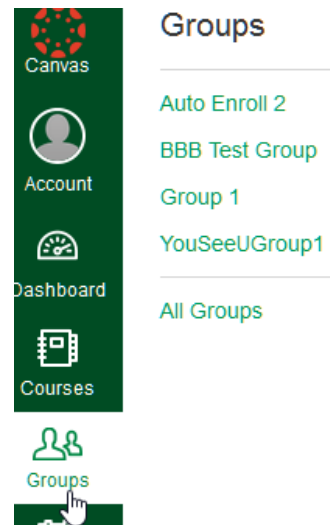 Canvas
Account
Dashboard
Courses
Groups
Groups
Auto Enroll 2
BBB Test Group
Group 1
YouSeeUGroup1
All Groups